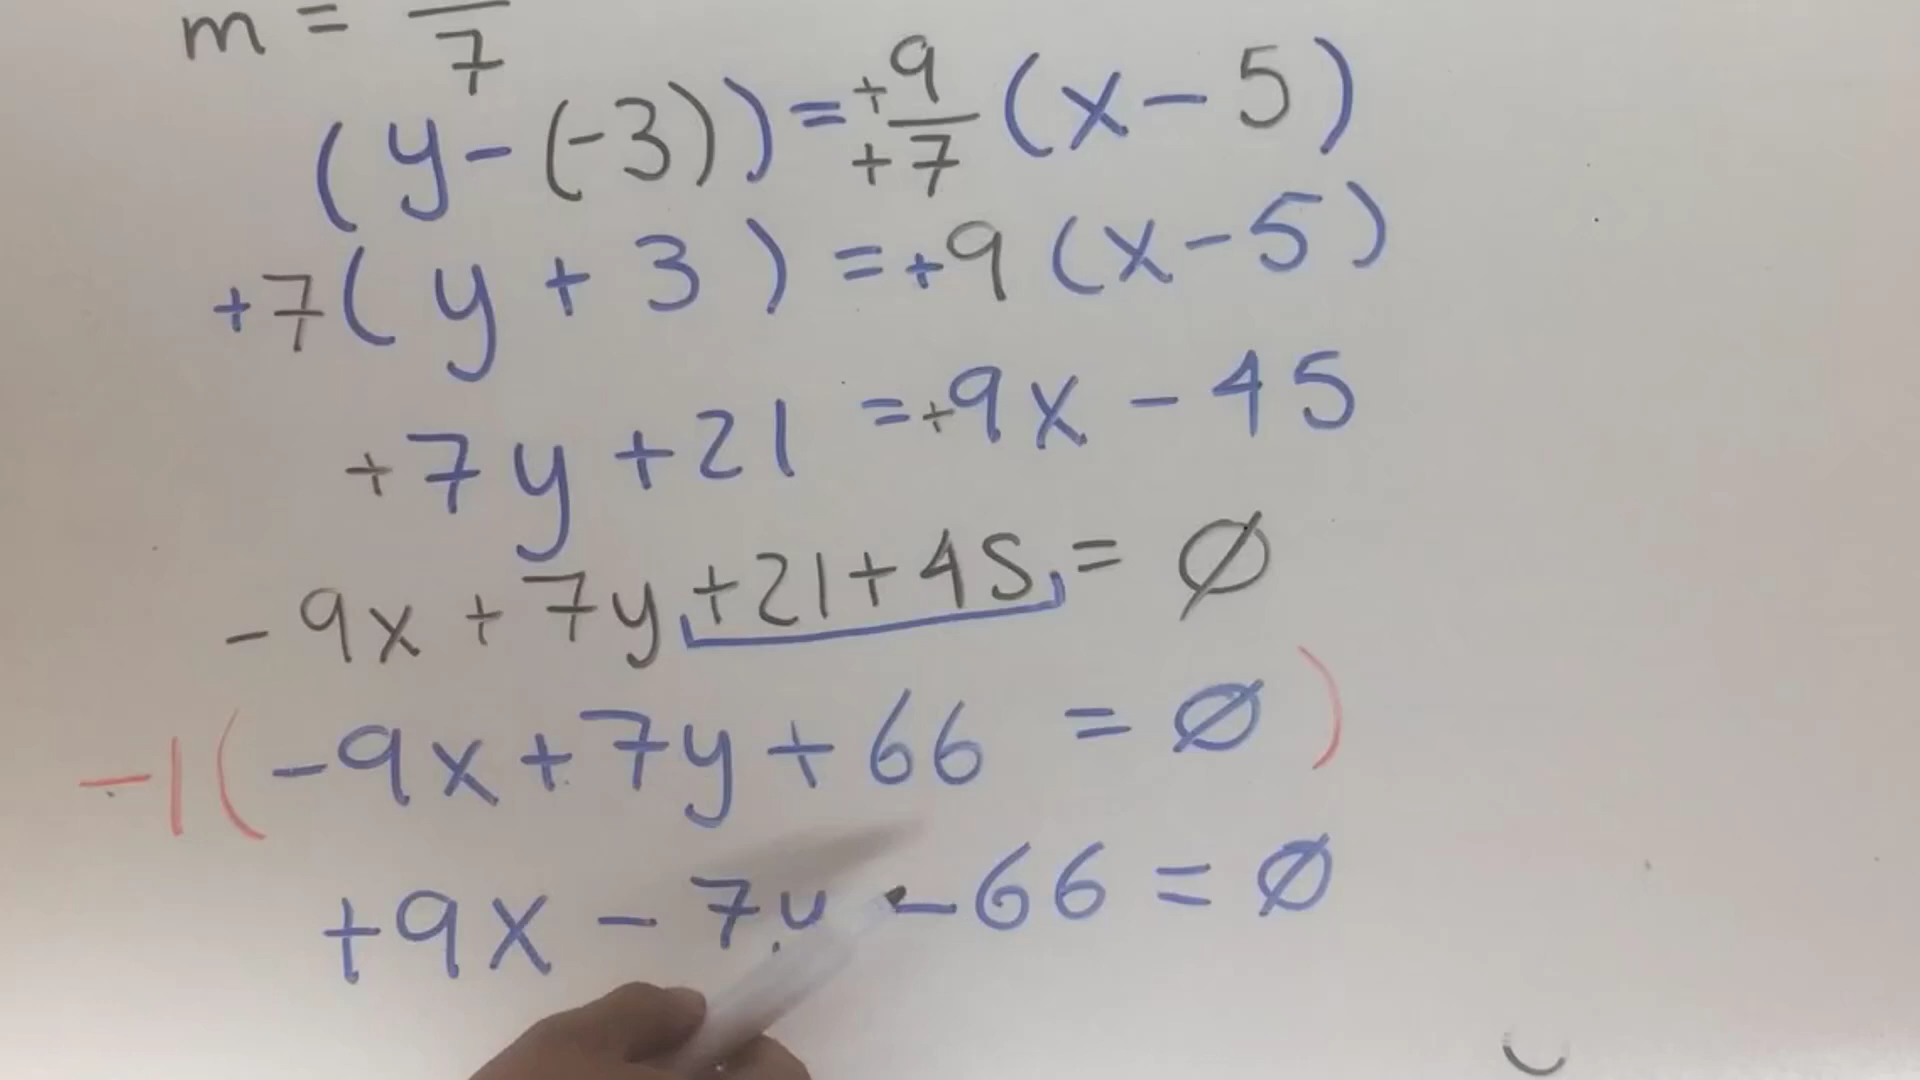 m = ─/7
(y-(-3)) = +9/+7 (x-5)
+7(y+3) = +9(x-5)
+7y+21 = +9x-45
-9x+7y+21+45 = ∅
-1(-9x+7y+66 = ∅)
+9x-7y-66 = ∅